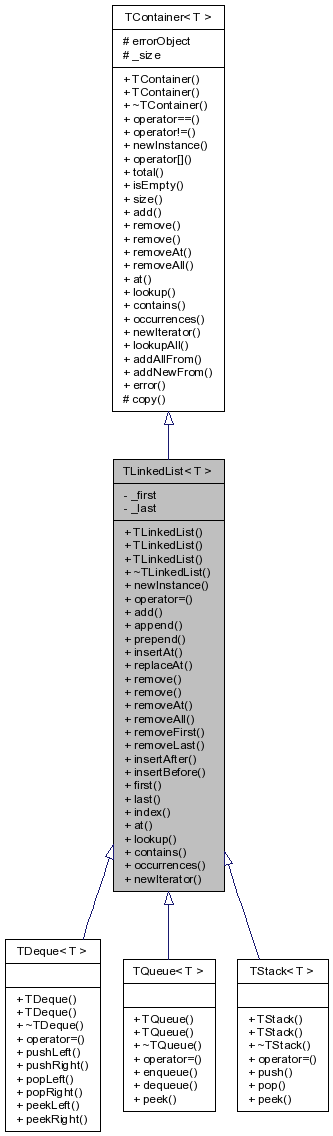 TContainer< T >
# errorObject
# _size
+ TContainer()
+ TContainer()
+ ~TContainer()
+ operator==()
+ operator!=()
+ newInstance()
+ operator[]()
+ total()
+ isEmpty()
+ size()
+ add()
+ remove()
+ remove()
+ removeAt()
+ removeAll()
+ at()
+ lookup()
+ contains()
+ occurrences()
+ newIterator()
+ lookupAll()
+ addAllFrom()
+ addNewFrom()
+ error()
# copy()
TLinkedList< T >
- _first
- _last
+ TLinkedList()
+ TLinkedList()
+ TLinkedList()
+ ~TLinkedList()
+ newInstance()
+ operator=()
+ add()
+ append()
+ prepend()
+ insertAt()
+ replaceAt()
+ remove()
+ remove()
+ removeAt()
+ removeAll()
+ removeFirst()
+ removeLast()
+ insertAfter()
+ insertBefore()
+ first()
+ last()
+ index()
+ at()
+ lookup()
+ contains()
+ occurrences()
+ newIterator()
TDeque< T >
+ TDeque()
+ TDeque()
+ ~TDeque()
+ operator=()
+ pushLeft()
+ pushRight()
+ popLeft()
+ popRight()
+ peekLeft()
+ peekRight()
TQueue< T >
+ TQueue()
+ TQueue()
+ ~TQueue()
+ operator=()
+ enqueue()
+ dequeue()
+ peek()
TStack< T >
+ TStack()
+ TStack()
+ ~TStack()
+ operator=()
+ push()
+ pop()
+ peek()